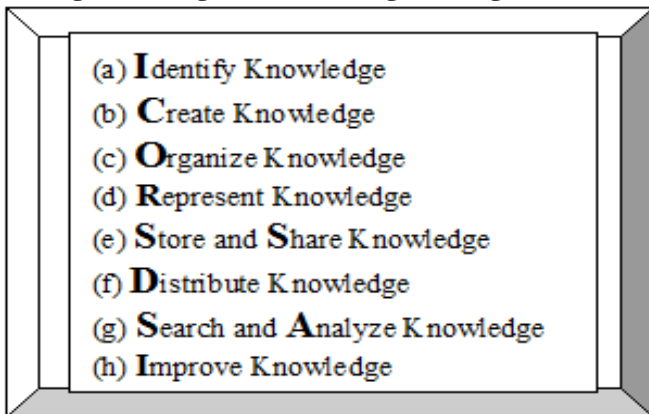 (a) Identify Knowledge
(b) Create Knowledge
(c) Organize Knowledge
(d) Represent Knowledge
(e) Store and Share Knowledge
(f) Distribute Knowledge
(g) Search and Analyze Knowledge
(h) Improve Knowledge